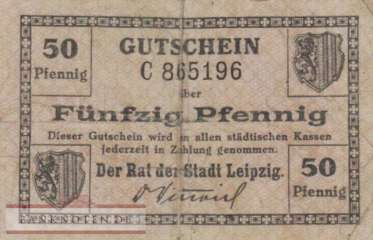 50 Pfennig
GUTSCHEIN
C 865196
über
Fünfzig Pfennig
Dieser Gutschein wird an allen städtischen Kassen
jederzeit in Zahlung genommen.
Der Rat der Stadt Leipzig.
50 Pfennig